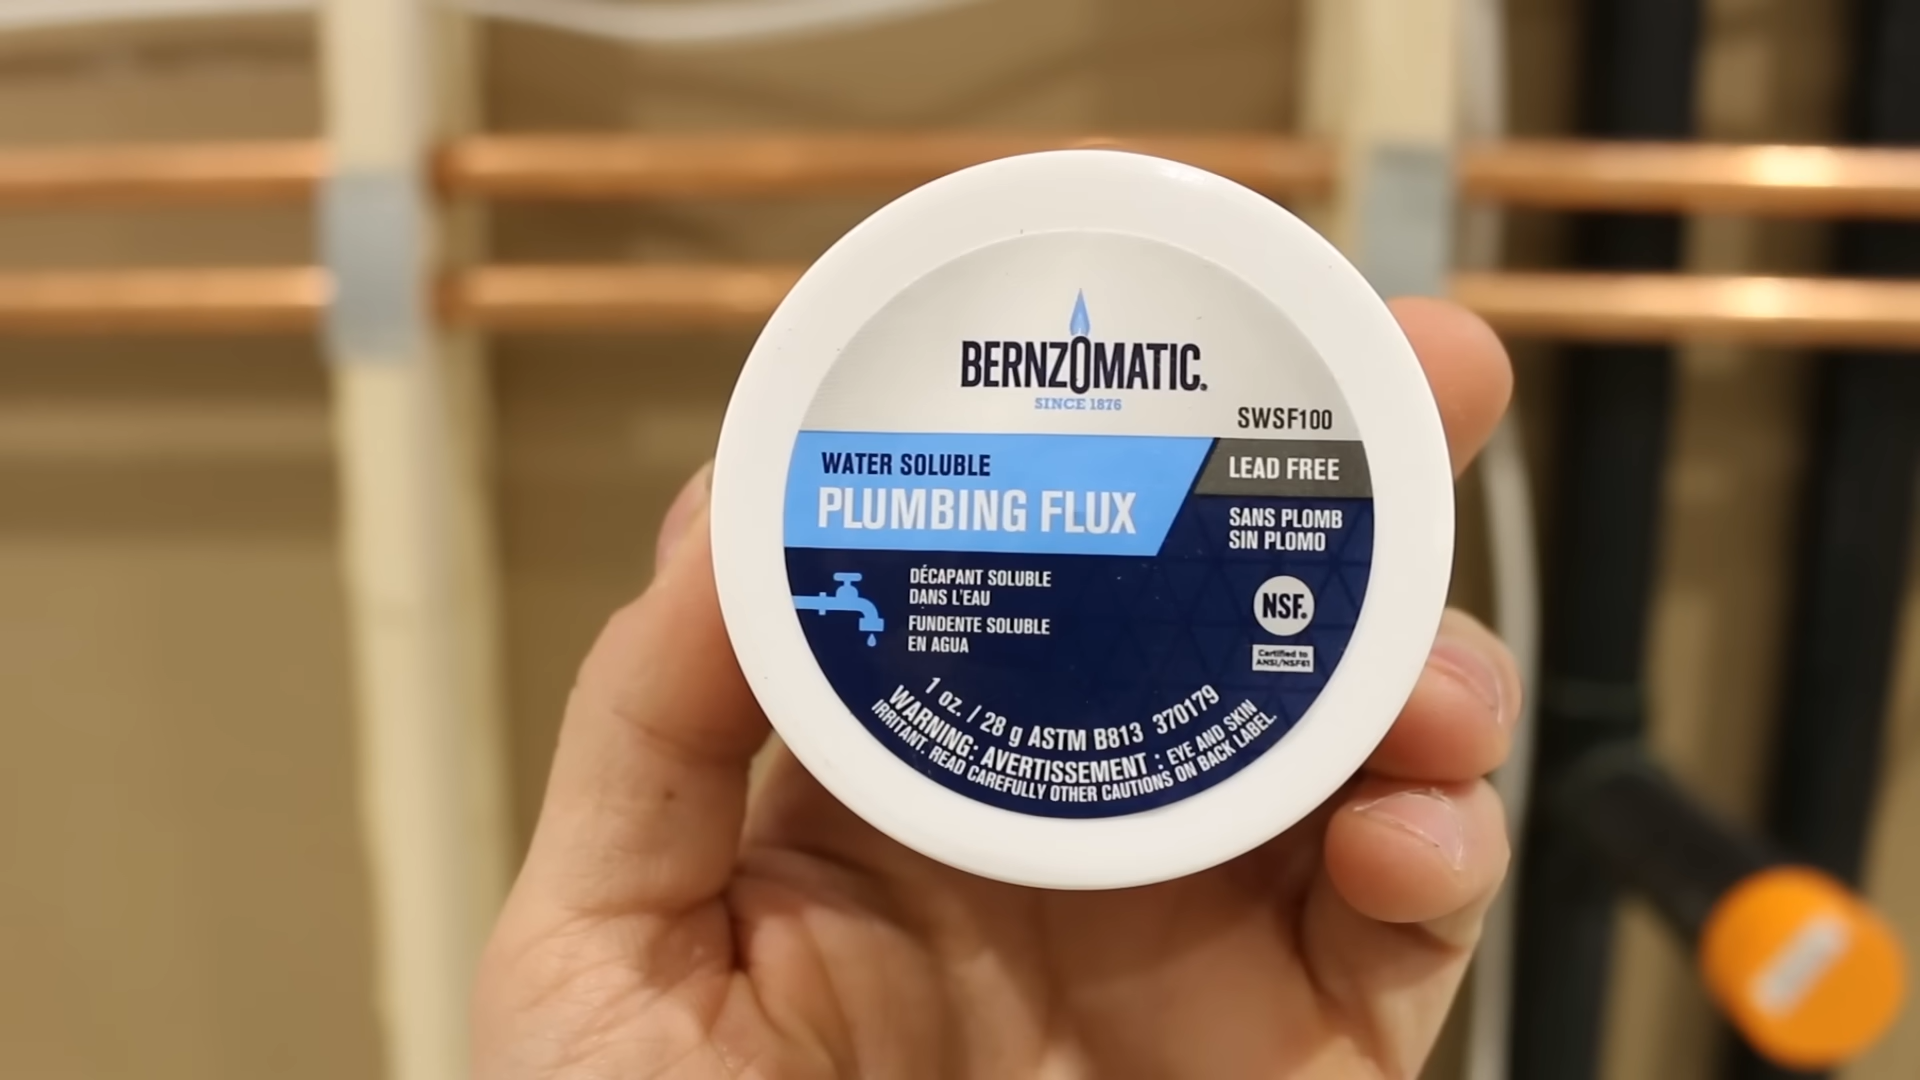 BERNZOMATIC.
SINCE 1876
SWSF100
WATER SOLUBLE
PLUMBING FLUX
LEAD FREE
SANS PLOMB
SIN PLOMO
DÉCAPANT SOLUBLE
DANS L'EAU
FUNDENTE SOLUBLE
EN AGUA
NSF.
Certified to
ANSI/NSF61
1 oz. / 28 g ASTM B813 370179
WARNING: AVERTISSEMENT : EYE AND SKIN
IRRITANT. READ CAREFULLY OTHER CAUTIONS ON BACK LABEL.